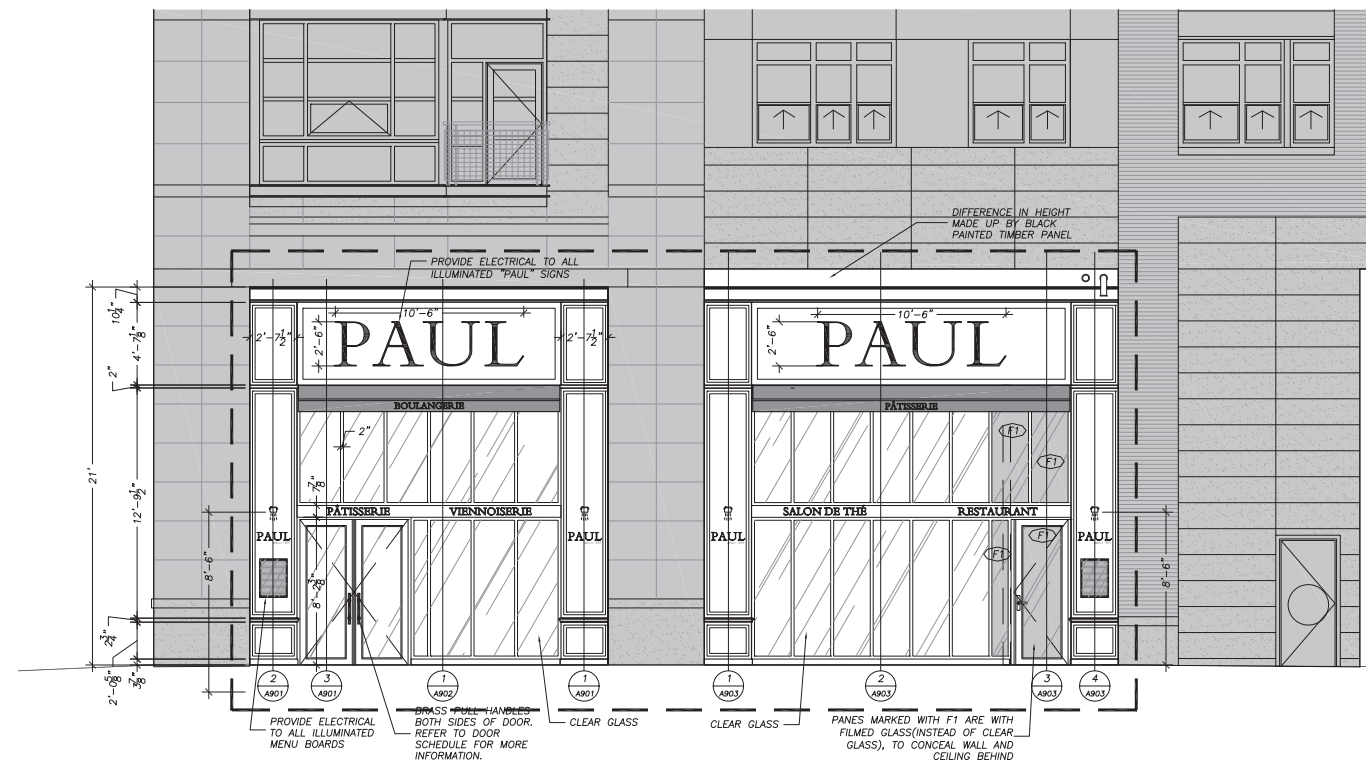 DIFFERENCE IN HEIGHT
MADE UP BY BLACK
PAINTED TIMBER PANEL
PROVIDE ELECTRICAL TO ALL
ILLUMINATED "PAUL" SIGNS
10'-6"
10'-6"
2'-7½"
2'-6"
PAUL
2'-7½"
2'-6"
PAUL
10¼"
4'-7⅛"
2"
BOULANGERIE
PÂTISSERIE
2"
F1
F1
21'
12'-9½"
⅞"
PÂTISSERIE
VIENNOISERIE
SALON DE THÉ
RESTAURANT
PAUL
PAUL
PAUL
PAUL
F1
F1
8'-6"
8'-2⅜"
8'-6"
2¾"
2'-0⅝"
⅞"
2
A901
3
A901
1
A902
1
A901
1
A903
2
A903
3
A903
4
A903
PROVIDE ELECTRICAL
TO ALL ILLUMINATED
MENU BOARDS
BRASS PULL HANDLES
BOTH SIDES OF DOOR.
REFER TO DOOR
SCHEDULE FOR MORE
INFORMATION.
CLEAR GLASS
CLEAR GLASS
PANES MARKED WITH F1 ARE WITH
FILMED GLASS(INSTEAD OF CLEAR
GLASS), TO CONCEAL WALL AND
CEILING BEHIND